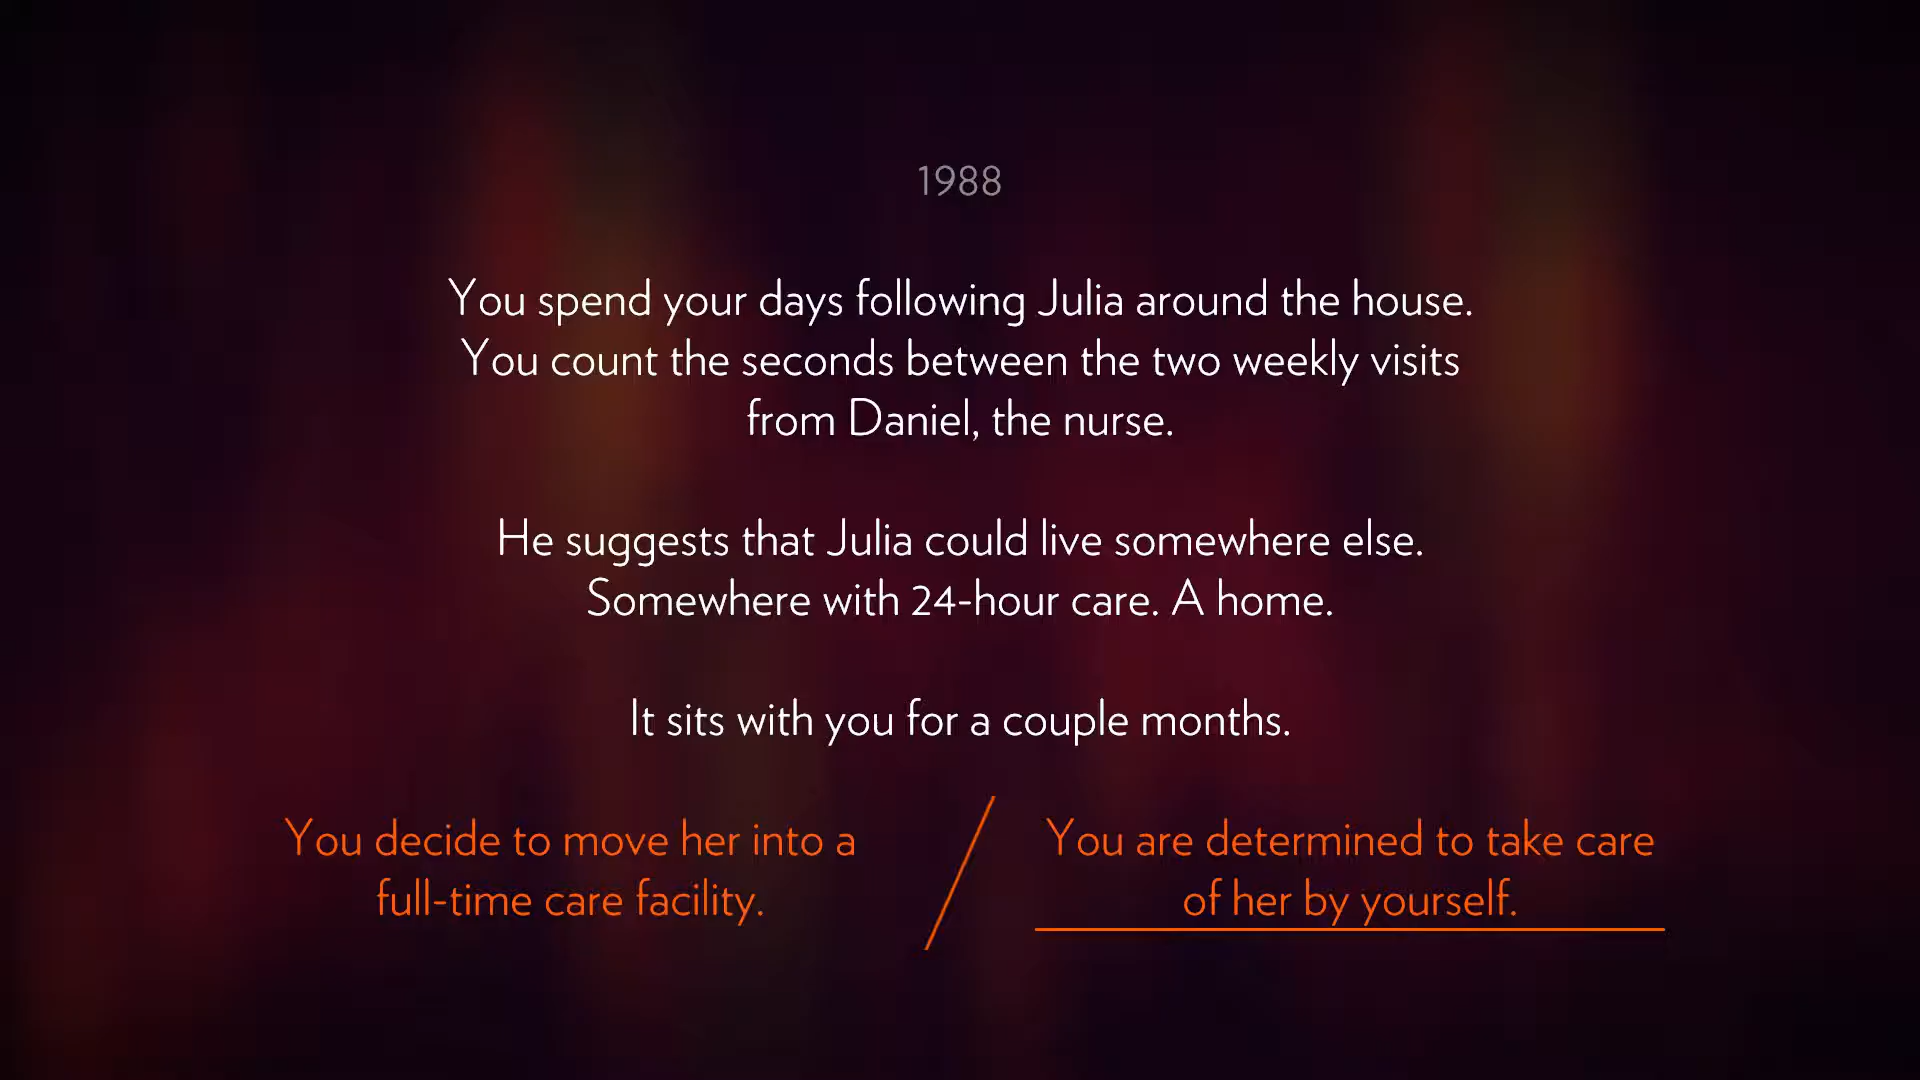 1988
You spend your days following Julia around the house.
You count the seconds between the two weekly visits
from Daniel, the nurse.
He suggests that Julia could live somewhere else.
Somewhere with 24-hour care. A home.
It sits with you for a couple months.
You decide to move her into a
full-time care facility.
You are determined to take care
of her by yourself.